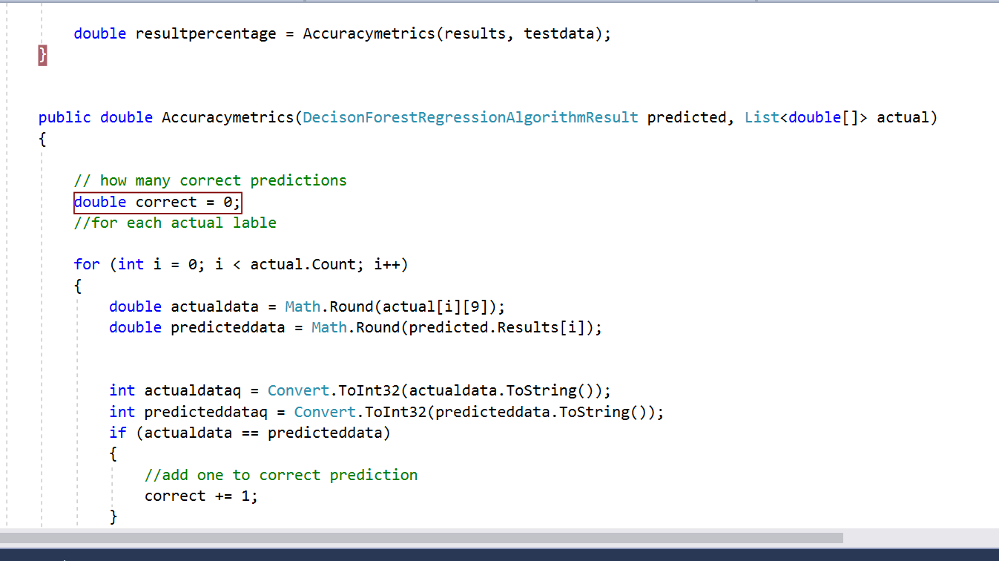 double resultpercentage = Accuracymetrics(results, testdata);
}
public double Accuracymetrics(DecisonForestRegressionAlgorithmResult predicted, List<double[]> actual)
{
// how many correct predictions
double correct = 0;
//for each actual lable
for (int i = 0; i < actual.Count; i++)
{
double actualdata = Math.Round(actual[i][9]);
double predicteddata = Math.Round(predicted.Results[i]);
int actualdataq = Convert.ToInt32(actualdata.ToString());
int predicteddataq = Convert.ToInt32(predicteddata.ToString());
if (actualdata == predicteddata)
{
//add one to correct prediction
correct += 1;
}